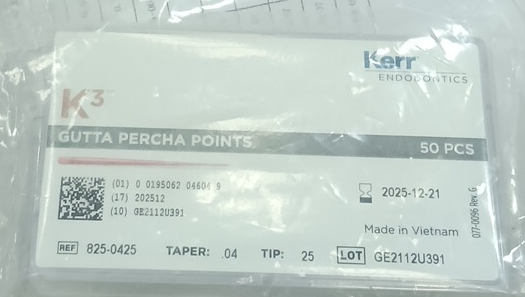 Kerr
ENDODONTICS
K3
GUTTA PERCHA POINTS 50 PCS
(01) 0 0195062 04604 9
(17) 202512
(10) GE2112U391
2025-12-21
Made in Vietnam
077-0096 Rev. G
REF 825-0425 TAPER: .04 TIP: 25 LOT GE2112U391